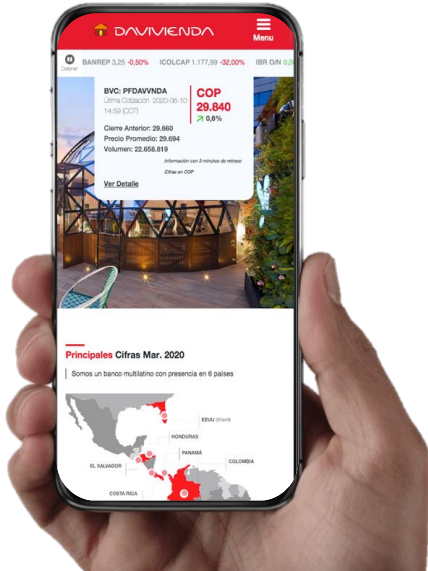 DAVIVIENDA
Menu
Detener
BANREP 3,25 -0,50% ICOLCAP 1.177,99 -32,00% IBR O/N 0,0
BVC: PFDAVVNDA
Última Cotización 2020-06-10
14:59 (COT)
COP
29.840
0,6%
Cierre Anterior: 29.660
Precio Promedio: 29.694
Volumen: 22.658.819
Información con 3 minutos de retraso
Cifras en COP
Ver Detalle
Principales Cifras Mar. 2020
Somos un banco multilatino con presencia en 6 países
EEUU (Miami)
HONDURAS
PANAMÁ
COLOMBIA
EL SALVADOR
COSTA RICA